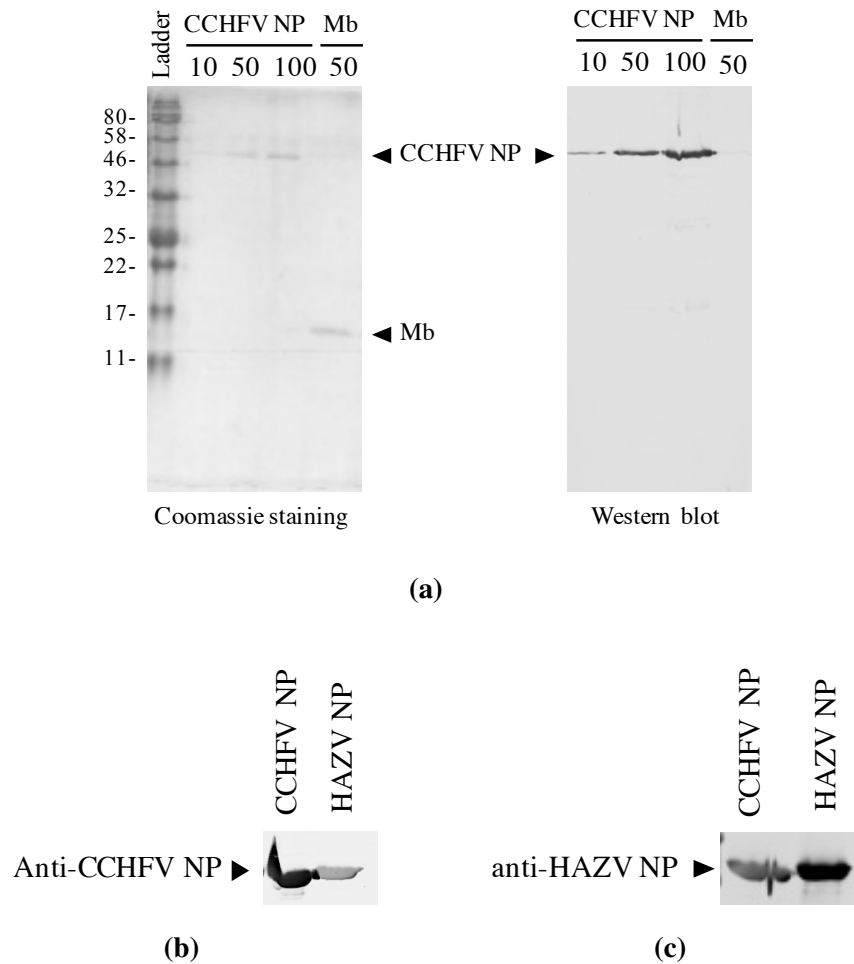 Ladder
CCHFV NP Mb
10 50 100 50
80-
58-
46-
32-
25-
22-
17-
11-
◄ CCHFV NP ►
◄ Mb
Coomassie staining
CCHFV NP Mb
10 50 100 50
Western blot
(a)
CCHFV NP
HAZV NP
Anti-CCHFV NP ►
(b)
CCHFV NP
HAZV NP
anti-HAZV NP ►
(c)